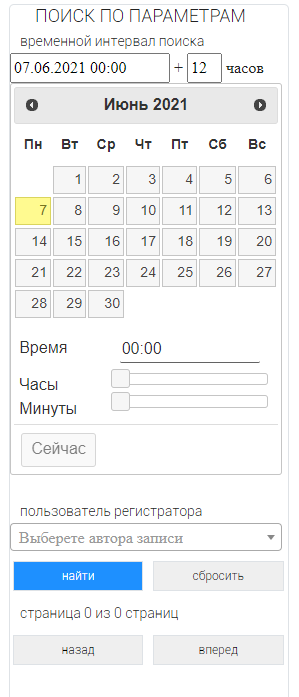 ПОИСК ПО ПАРАМЕТРАМ
временной интервал поиска
07.06.2021 00:00 + 12 часов
Июнь 2021
Пн Вт Ср Чт Пт Сб Вс
1 2 3 4 5 6
7 8 9 10 11 12 13
14 15 16 17 18 19 20
21 22 23 24 25 26 27
28 29 30
Время 00:00
Часы
Минуты
Сейчас
пользователь регистратора
Выберете автора записи
найти сбросить
страница 0 из 0 страниц
назад вперед